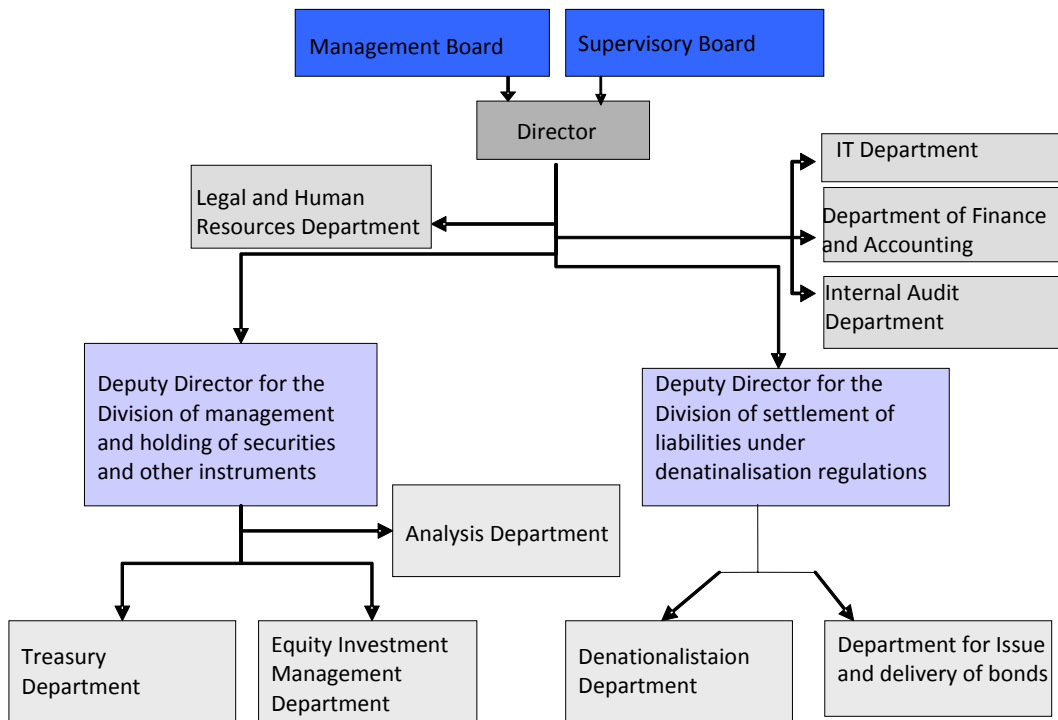 Management Board
Supervisory Board
Director
IT Department
Legal and Human
Resources Department
Department of Finance
and Accounting
Internal Audit
Department
Deputy Director for the
Division of management
and holding of securities
and other instruments
Deputy Director for the
Division of settlement of
liabilities under
denatinalisation regulations
Analysis Department
Treasury
Department
Equity Investment
Management
Department
Denationalistaion
Department
Department for Issue
and delivery of bonds